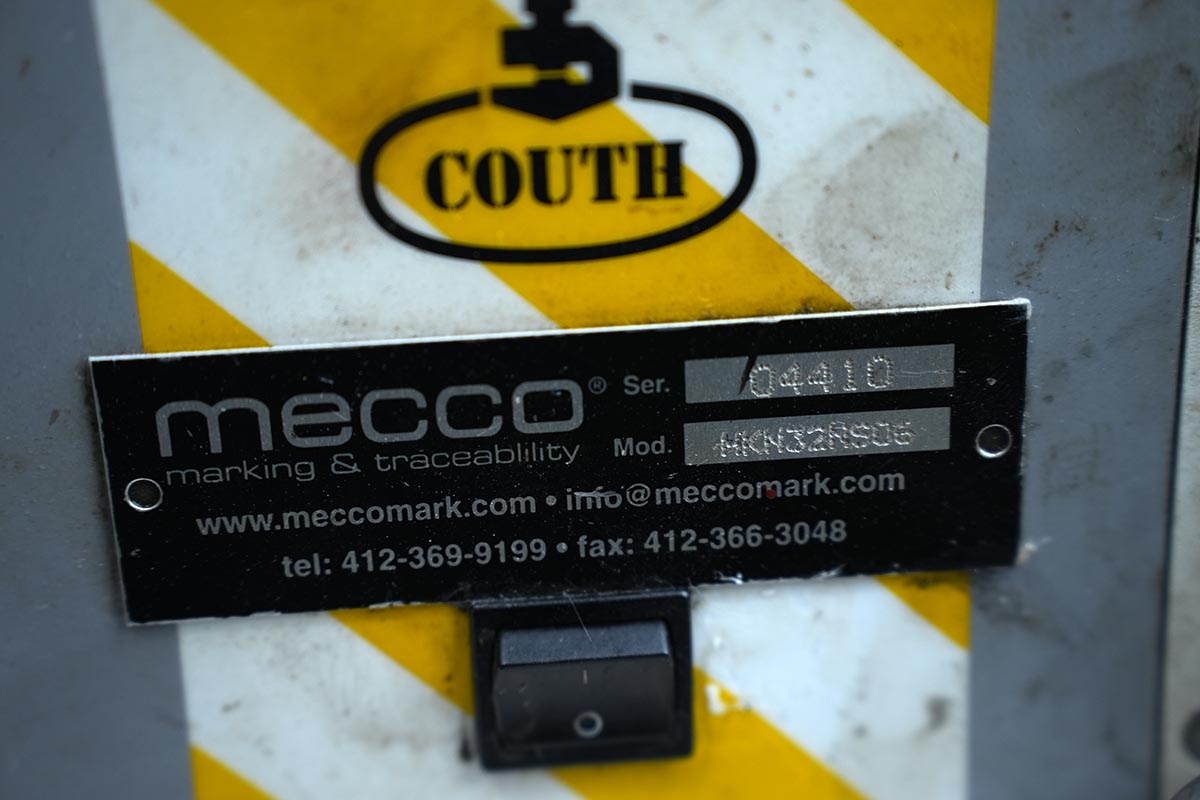 COUTH
mecco® Ser. 04410
marking & traceablility Mod. MKN32RS06
www.meccomark.com • info@meccomark.com
tel: 412-369-9199 • fax: 412-366-3048